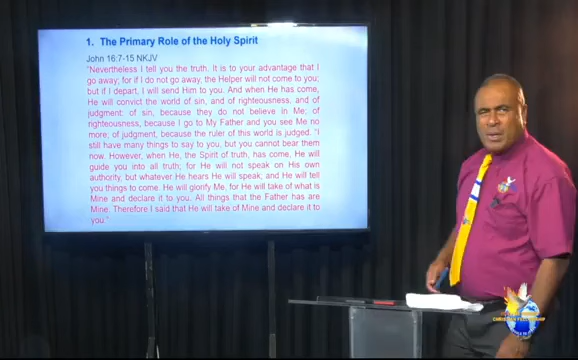 1. The Primary Role of the Holy Spirit
John 16:7-15 NKJV
"Nevertheless I tell you the truth. It is to your advantage that I
go away; for if I do not go away, the Helper will not come to you;
but if I depart, I will send Him to you. And when He has come,
He will convict the world of sin, and of righteousness, and of
judgment: of sin, because they do not believe in Me; of
righteousness, because I go to My Father and you see Me no
more; of judgment, because the ruler of this world is judged. "I
still have many things to say to you, but you cannot bear them
now. However, when He, the Spirit of truth, has come, He will
guide you into all truth; for He will not speak on His own
authority, but whatever He hears He will speak; and He will tell
you things to come. He will glorify Me, for He will take of what is
Mine and declare it to you. All things that the Father has are
Mine. Therefore I said that He will take of Mine and declare it to
you."
CHRISTIAN FELLOWSHIP